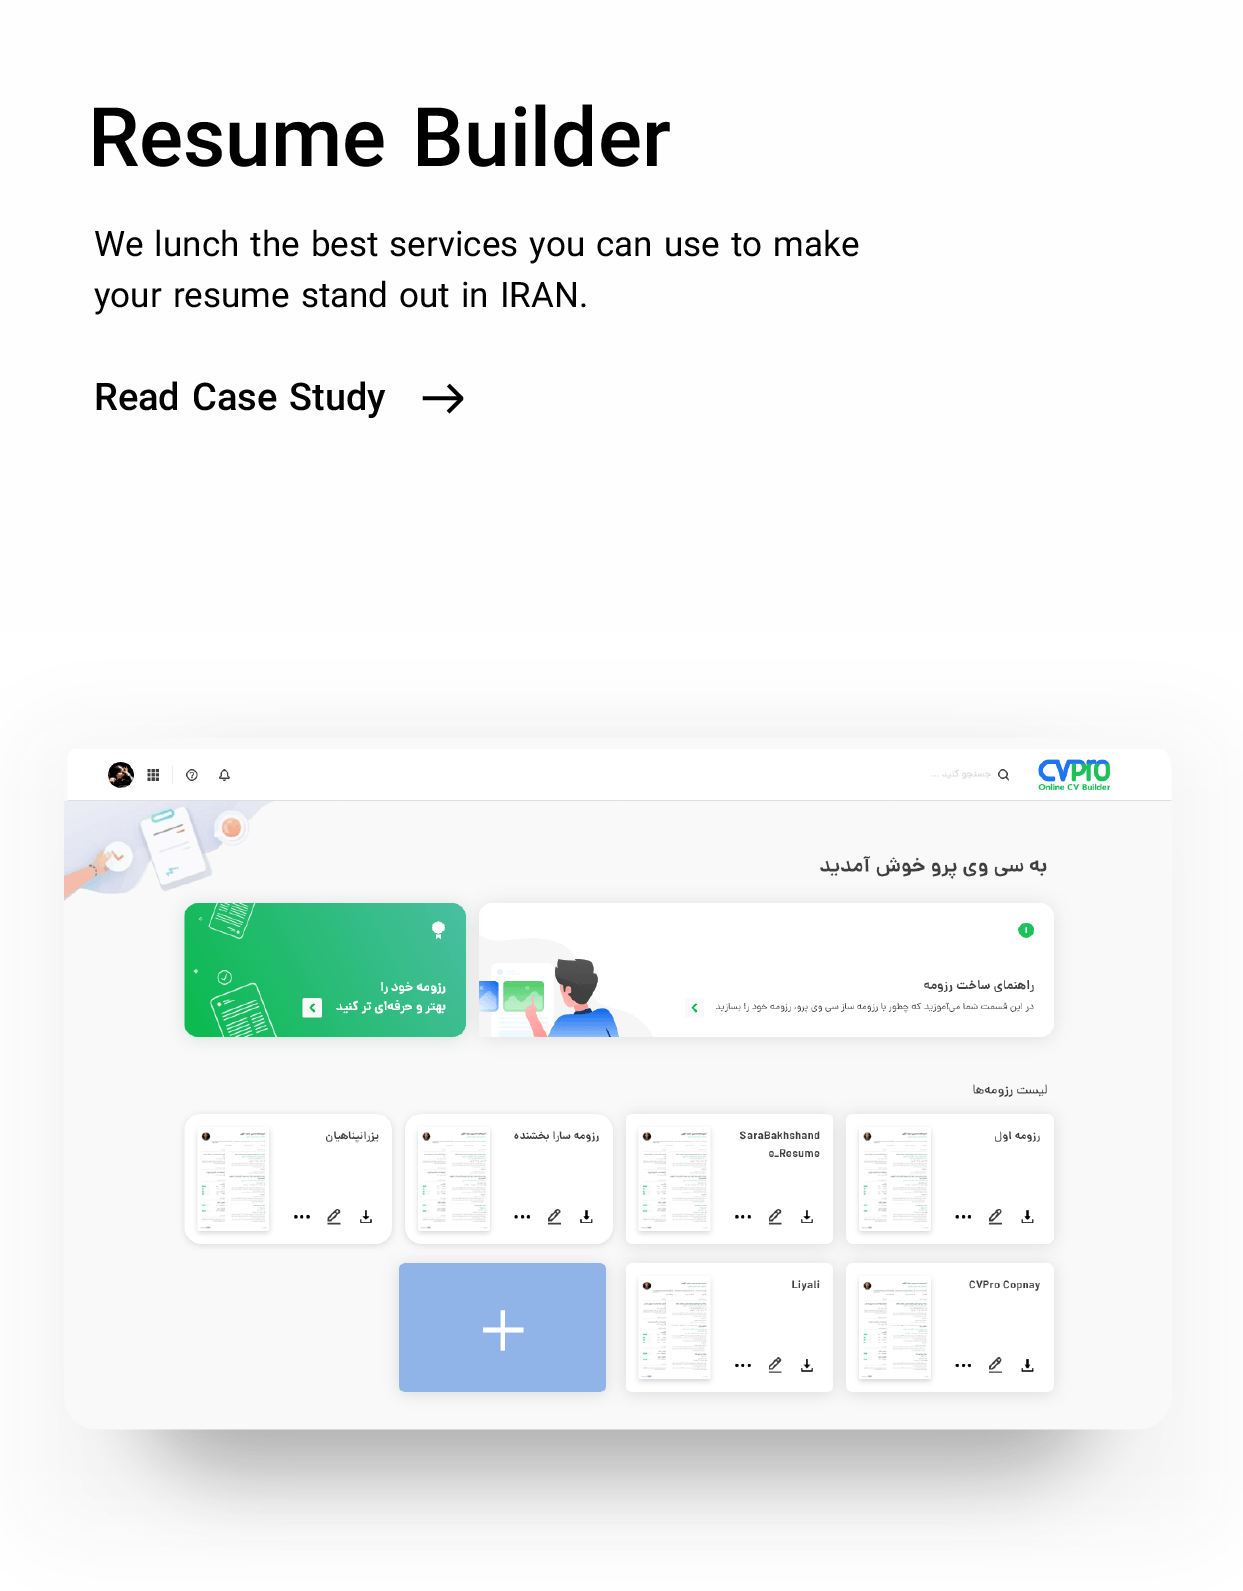 Resume Builder
We lunch the best services you can use to make
your resume stand out in IRAN.
Read Case Study
CVPro
Online CV Builder
جستجو کنید ...
به سی وی پرو خوش آمدید
راهنمای ساخت رزومه
در این قسمت شما می‌آموزید که چطور با رزومه ساز سی وی پرو، رزومه خود را بسازید
رزومه خود را
بهتر و حرفه‌ای تر کنید
لیست رزومه‌ها
رزومه اول
SaraBakhshand
e_Resume
رزومه سارا بخشنده
CVPro Copnay
Liyali